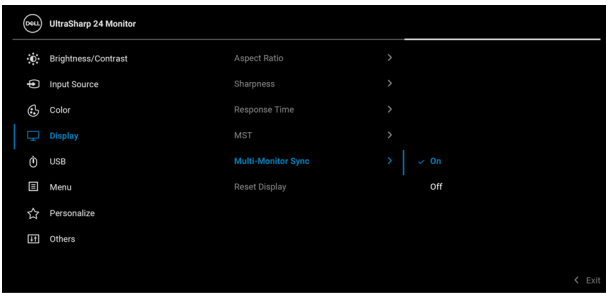 DELL UltraSharp 24 Monitor
Brightness/Contrast Aspect Ratio
Input Source Sharpness
Color Response Time
Display MST
USB Multi-Monitor Sync On
Menu Reset Display Off
Personalize
Others
Exit